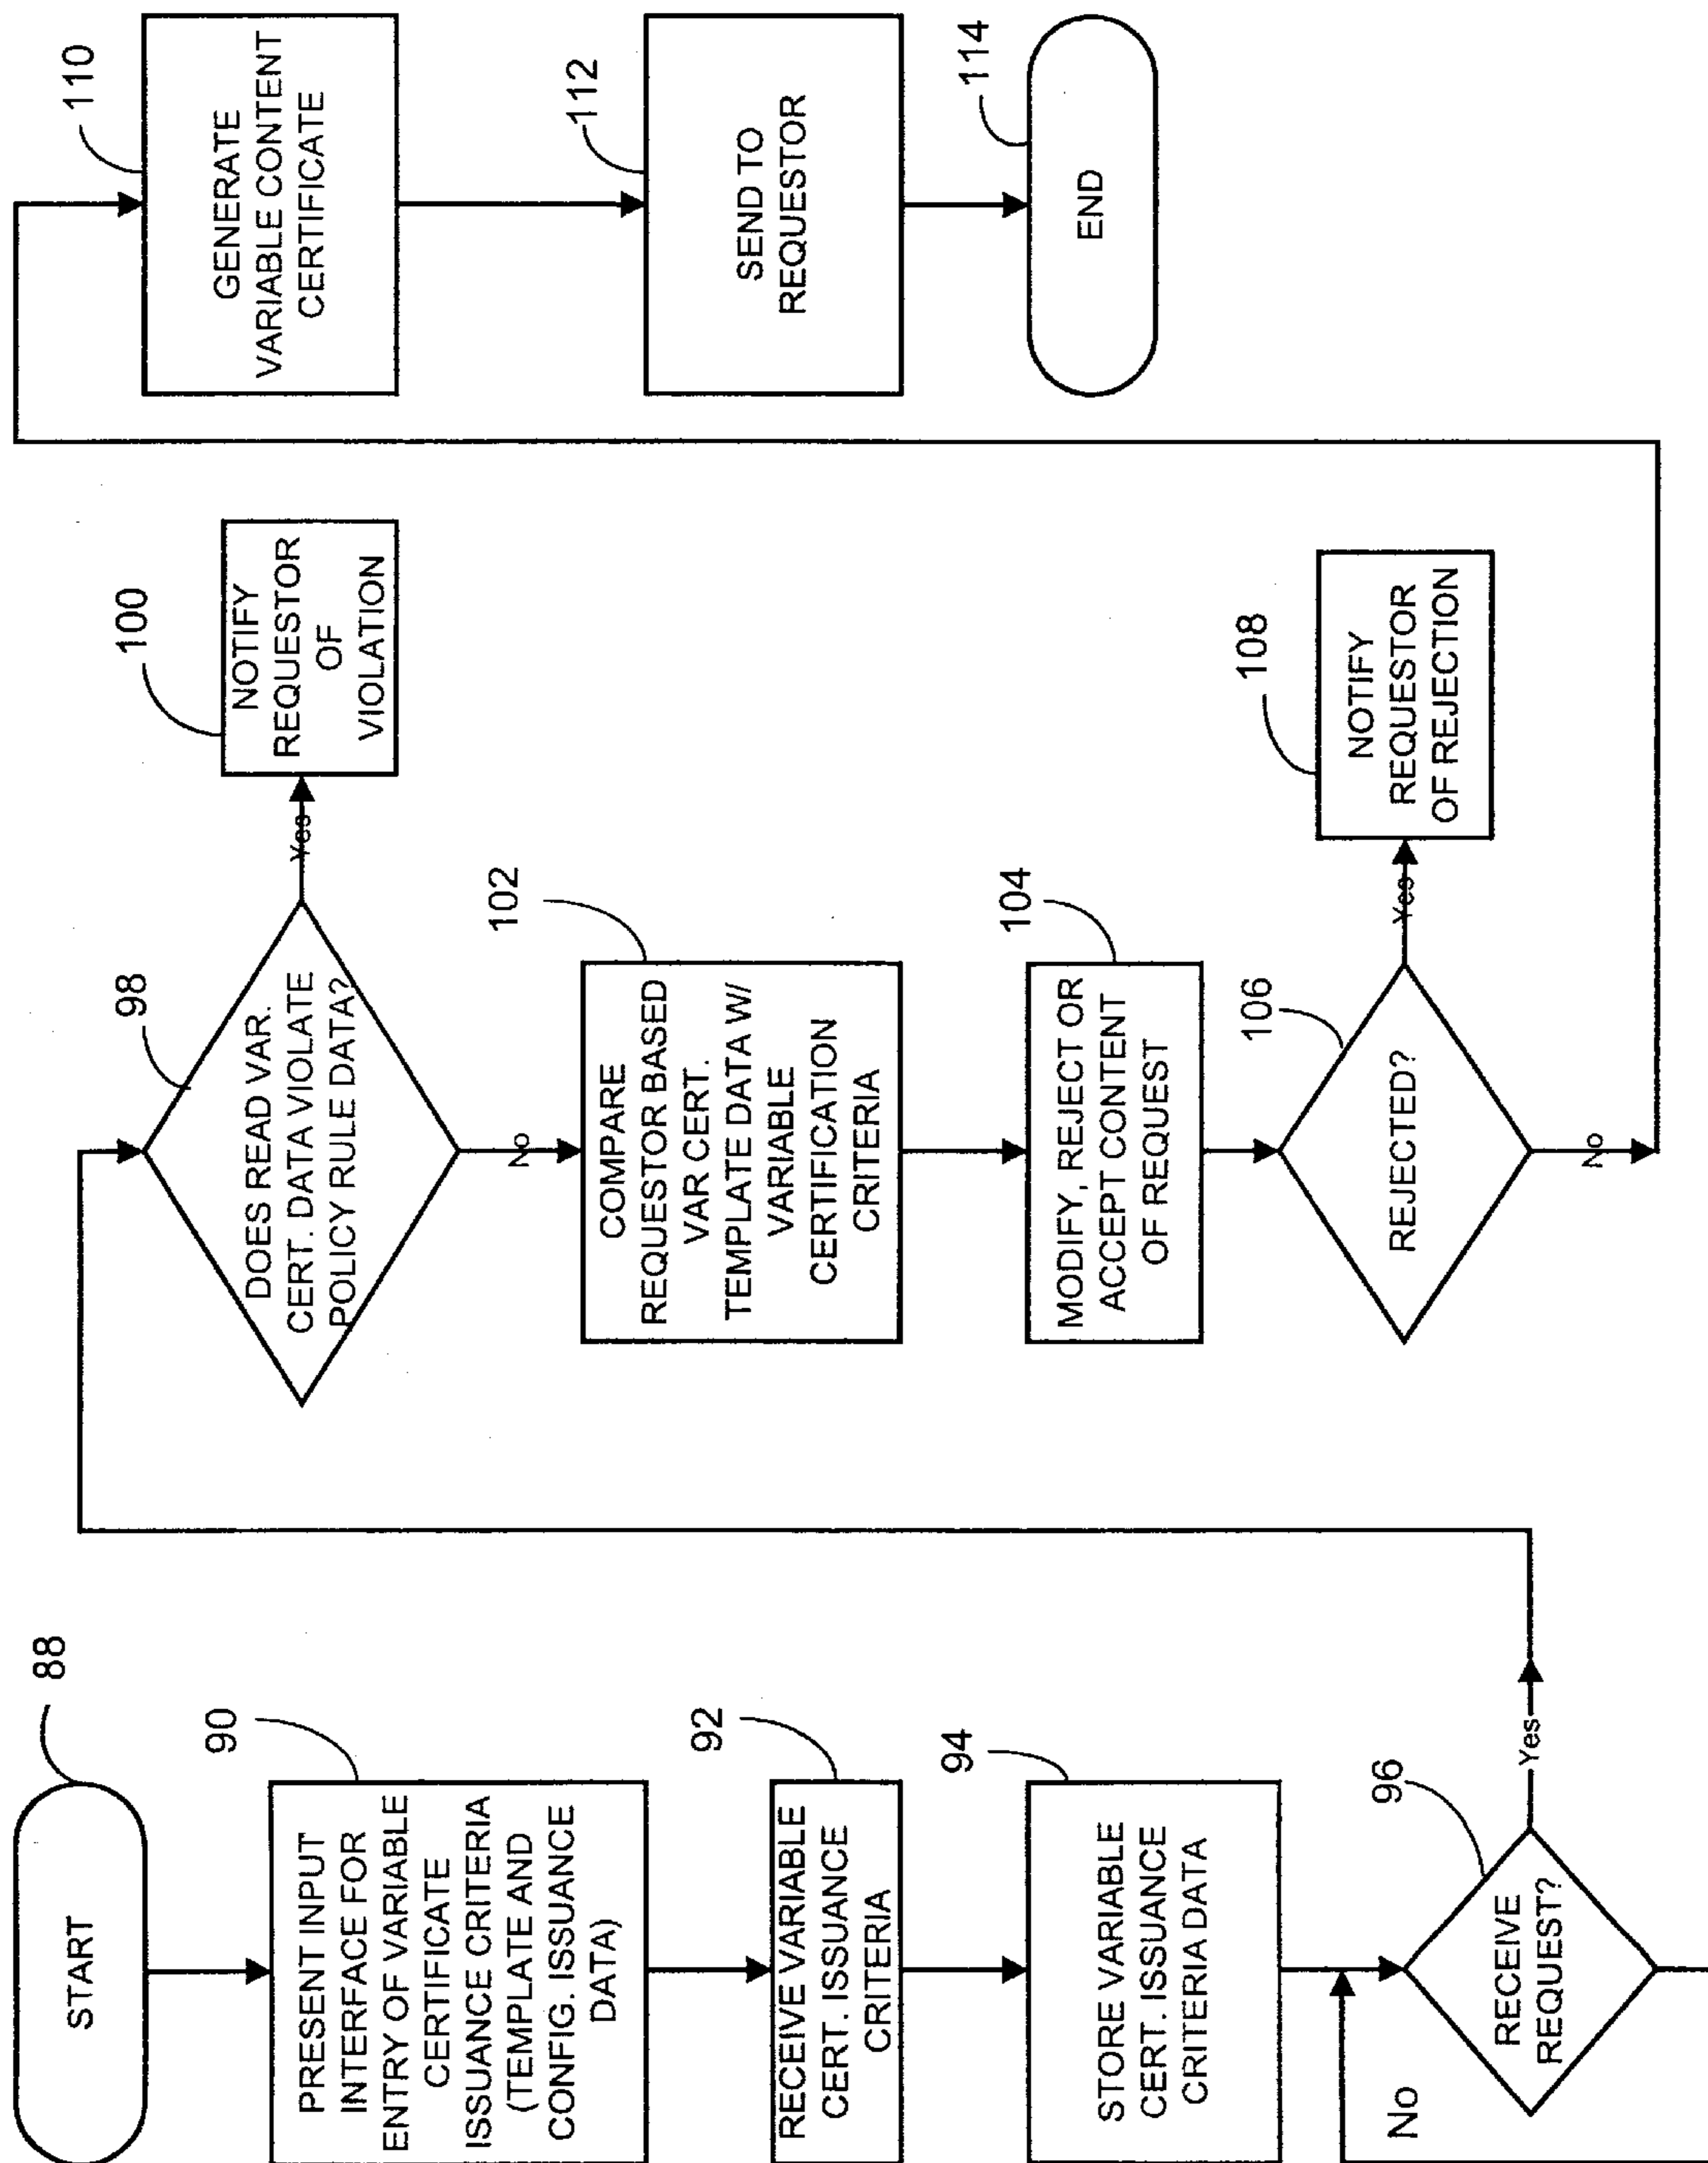 88
START
90
PRESENT INPUT
INTERFACE FOR
ENTRY OF VARIABLE
CERTIFICATE
ISSUANCE CRITERIA
(TEMPLATE AND
CONFIG. ISSUANCE
DATA)
92
RECEIVE VARIABLE
CERT. ISSUANCE
CRITERIA
94
STORE VARIABLE
CERT. ISSUANCE
CRITERIA DATA
96
RECEIVE
REQUEST?
Yes
No
98
DOES READ VAR.
CERT. DATA VIOLATE
POLICY RULE DATA?
Yes
No
100
NOTIFY
REQUESTOR
OF
VIOLATION
102
COMPARE
REQUESTOR BASED
VAR CERT.
TEMPLATE DATA W/
VARIABLE
CERTIFICATION
CRITERIA
104
MODIFY, REJECT OR
ACCEPT CONTENT
OF REQUEST
106
REJECTED?
Yes
No
108
NOTIFY
REQUESTOR
OF REJECTION
110
GENERATE
VARIABLE CONTENT
CERTIFICATE
112
SEND TO
REQUESTOR
114
END